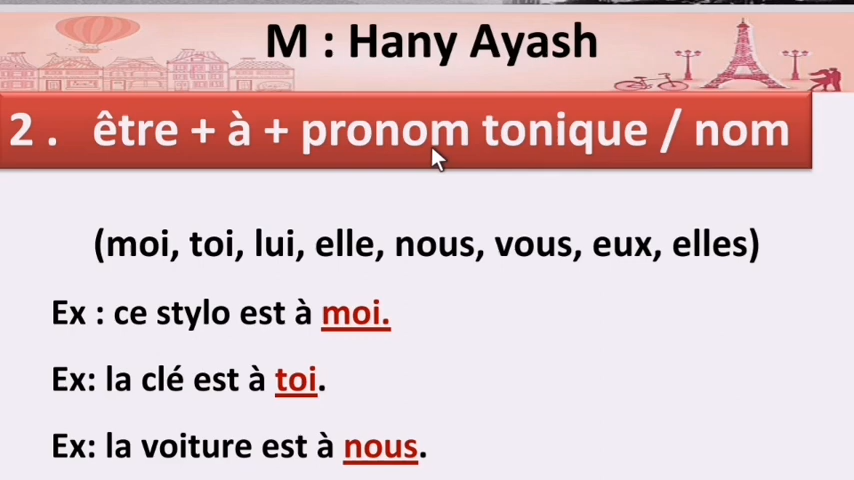 M : Hany Ayash
2 . être + à + pronom tonique / nom
(moi, toi, lui, elle, nous, vous, eux, elles)
Ex : ce stylo est à moi.
Ex: la clé est à toi.
Ex: la voiture est à nous.